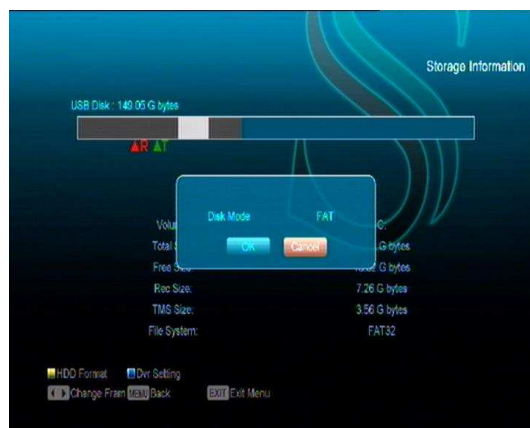 Storage Information
USB Disk : 149.05 G bytes
R T
Disk Mode FAT
OK Cancel
C:
Total G bytes
Free G bytes
Rec Size: 7.26 G bytes
TMS Size: 3.56 G bytes
File System: FAT32
HDD Format Dvr Setting
Change Fram MENU Back EXIT Exit Menu